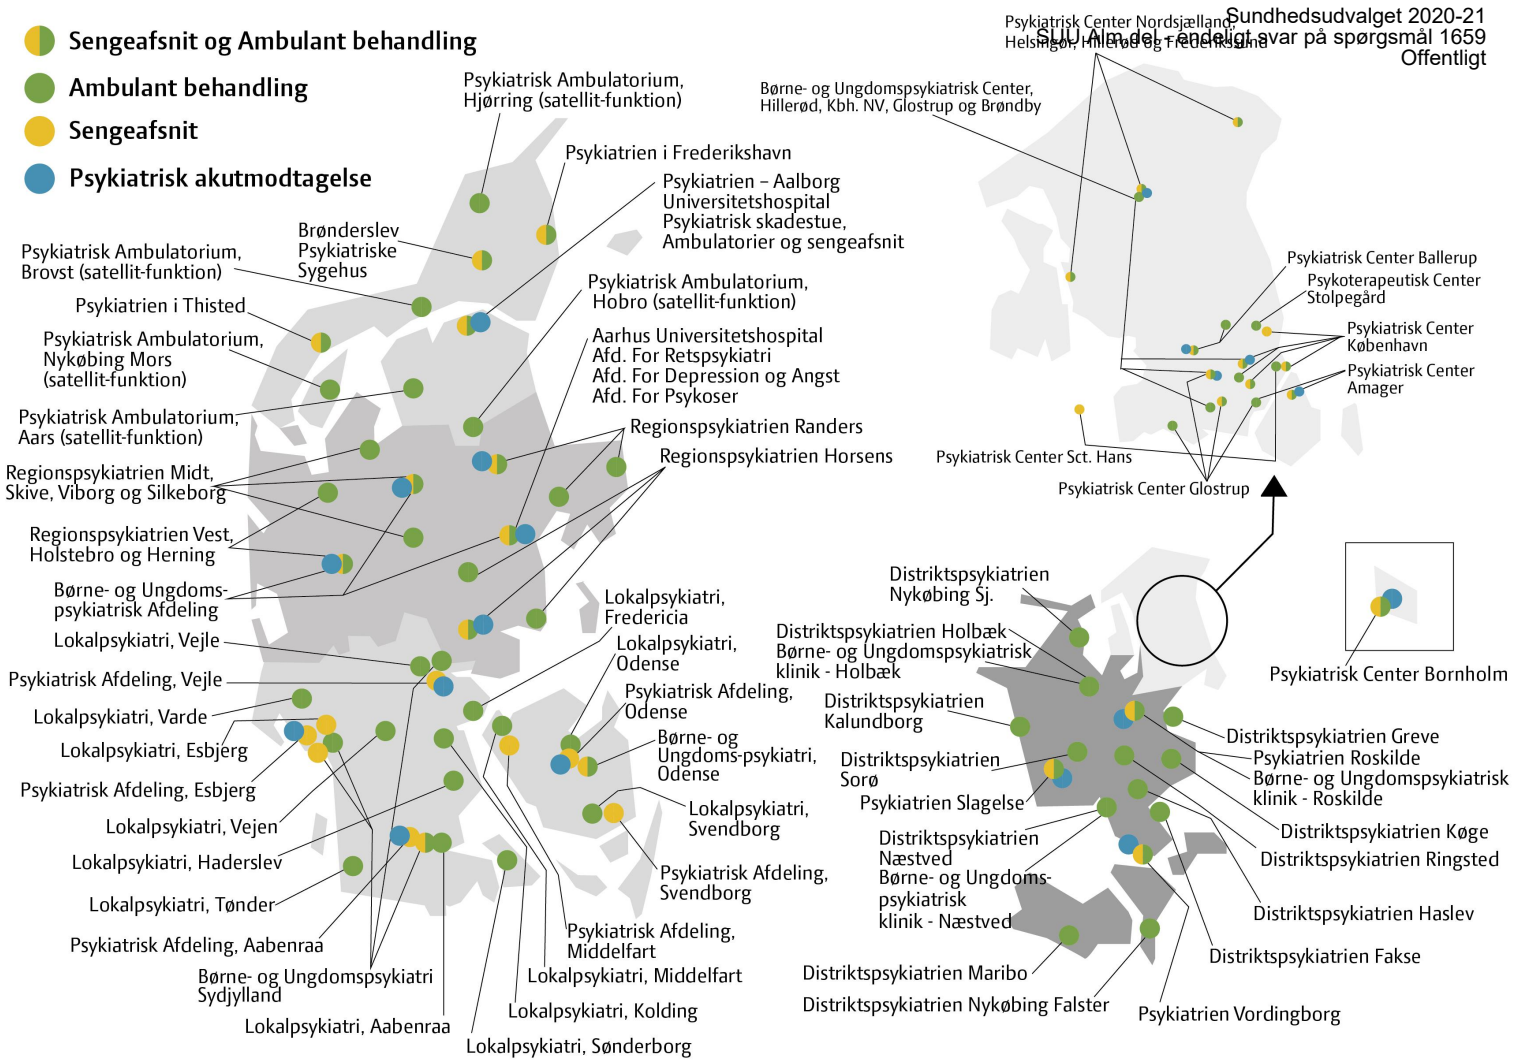 Sundhedsudvalget 2020-21
SUU Alm.del - endeligt svar på spørgsmål 1659
Offentligt
Sengeafsnit og Ambulant behandling
Ambulant behandling
Sengeafsnit
Psykiatrisk akutmodtagelse
Psykiatrisk Ambulatorium,
Hjørring (satellit-funktion)
Psykiatrien i Frederikshavn
Psykiatrien – Aalborg
Universitetshospital
Psykiatrisk skadestue,
Ambulatorier og sengeafsnit
Brønderslev
Psykiatriske
Sygehus
Psykiatrisk Ambulatorium,
Brovst (satellit-funktion)
Psykiatrien i Thisted
Psykiatrisk Ambulatorium,
Nykøbing Mors
(satellit-funktion)
Psykiatrisk Ambulatorium,
Aars (satellit-funktion)
Psykiatrisk Ambulatorium,
Hobro (satellit-funktion)
Aarhus Universitetshospital
Afd. For Retspsykiatri
Afd. For Depression og Angst
Afd. For Psykoser
Regionspsykiatrien Randers
Regionspsykiatrien Horsens
Regionspsykiatrien Midt,
Skive, Viborg og Silkeborg
Regionspsykiatrien Vest,
Holstebro og Herning
Børne- og Ungdoms-
psykiatrisk Afdeling
Lokalpsykiatri, Vejle
Psykiatrisk Afdeling, Vejle
Lokalpsykiatri, Varde
Lokalpsykiatri, Esbjerg
Psykiatrisk Afdeling, Esbjerg
Lokalpsykiatri, Vejen
Lokalpsykiatri, Haderslev
Lokalpsykiatri, Tønder
Psykiatrisk Afdeling, Aabenraa
Børne- og Ungdomspsykiatri
Sydjylland
Lokalpsykiatri, Aabenraa
Lokalpsykiatri, Sønderborg
Lokalpsykiatri, Kolding
Lokalpsykiatri, Middelfart
Psykiatrisk Afdeling,
Middelfart
Lokalpsykiatri,
Fredericia
Lokalpsykiatri,
Odense
Psykiatrisk Afdeling,
Odense
Børne- og
Ungdoms-psykiatri,
Odense
Lokalpsykiatri,
Svendborg
Psykiatrisk Afdeling,
Svendborg
Psykiatrisk Center Nordsjælland,
Helsingør, Hillerød og Frederikssund
Børne- og Ungdomspsykiatrisk Center,
Hillerød, Kbh. NV, Glostrup og Brøndby
Psykiatrisk Center Ballerup
Psykoterapeutisk Center
Stolpegård
Psykiatrisk Center
København
Psykiatrisk Center
Amager
Psykiatrisk Center Sct. Hans
Psykiatrisk Center Glostrup
Psykiatrisk Center Bornholm
Distriktspsykiatrien
Nykøbing Sj.
Distriktspsykiatrien Holbæk
Børne- og Ungdomspsykiatrisk
klinik - Holbæk
Distriktspsykiatrien
Kalundborg
Distriktspsykiatrien
Sorø
Psykiatrien Slagelse
Distriktspsykiatrien
Næstved
Børne- og Ungdoms-
psykiatrisk
klinik - Næstved
Distriktspsykiatrien Maribo
Distriktspsykiatrien Nykøbing Falster
Psykiatrien Vordingborg
Distriktspsykiatrien Fakse
Distriktspsykiatrien Haslev
Distriktspsykiatrien Ringsted
Distriktspsykiatrien Køge
Distriktspsykiatrien Greve
Psykiatrien Roskilde
Børne- og Ungdomspsykiatrisk
klinik - Roskilde